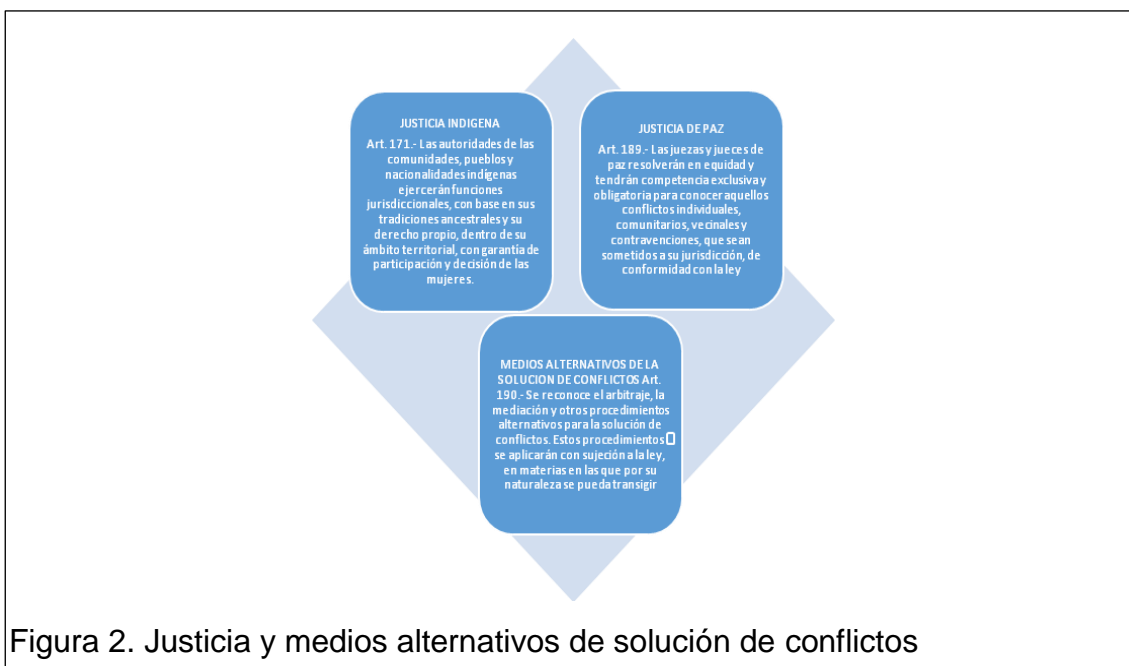 JUSTICIA INDIGENA
Art. 171.- Las autoridades de las
comunidades, pueblos y
nacionalidades indígenas
ejercerán funciones
jurisdiccionales, con base en sus
tradiciones ancestrales y su
derecho propio, dentro de su
ámbito territorial, con garantía de
participación y decisión de las
mujeres.
JUSTICIA DE PAZ
Art. 189.- Las juezas y jueces de
paz resolverán en equidad y
tendrán competencia exclusiva y
obligatoria para conocer aquellos
conflictos individuales,
comunitarios, vecinales y
contravenciones, que sean
sometidos a su jurisdicción, de
conformidad con la ley
MEDIOS ALTERNATIVOS DE LA
SOLUCION DE CONFLICTOS Art.
190.- Se reconoce el arbitraje, la
mediación y otros procedimientos
alternativos para la solución de
conflictos. Estos procedimientos
se aplicarán con sujeción a la ley,
en materias en las que por su
naturaleza se pueda transigir
Figura 2. Justicia y medios alternativos de solución de conflictos